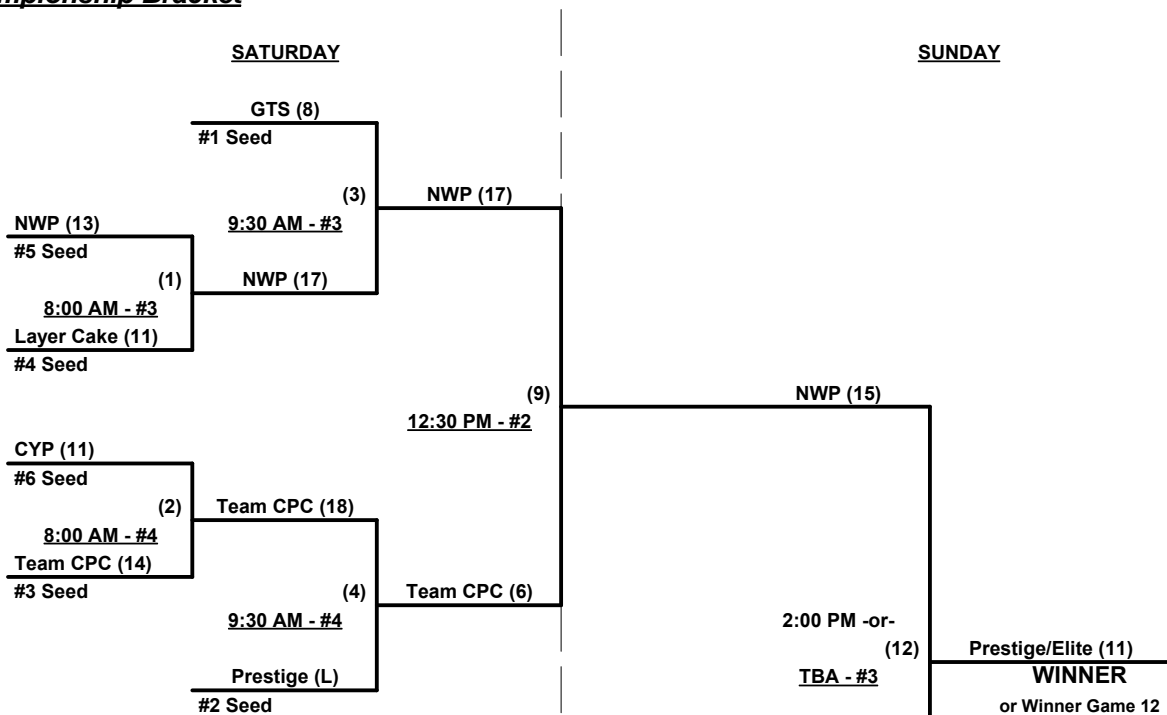 SATURDAY
SUNDAY
GTS (8)
#1 Seed
(3)
NWP (17)
NWP (13)
9:30 AM - #3
#5 Seed
(1)
NWP (17)
8:00 AM - #3
Layer Cake (11)
#4 Seed
(9)
NWP (15)
12:30 PM - #2
CYP (11)
#6 Seed
(2)
Team CPC (18)
8:00 AM - #4
Team CPC (14)
#3 Seed
(4)
Team CPC (6)
9:30 AM - #4
2:00 PM -or-
(12)
Prestige/Elite (11)
Prestige (L)
TBA - #3
WINNER
#2 Seed
or Winner Game 12